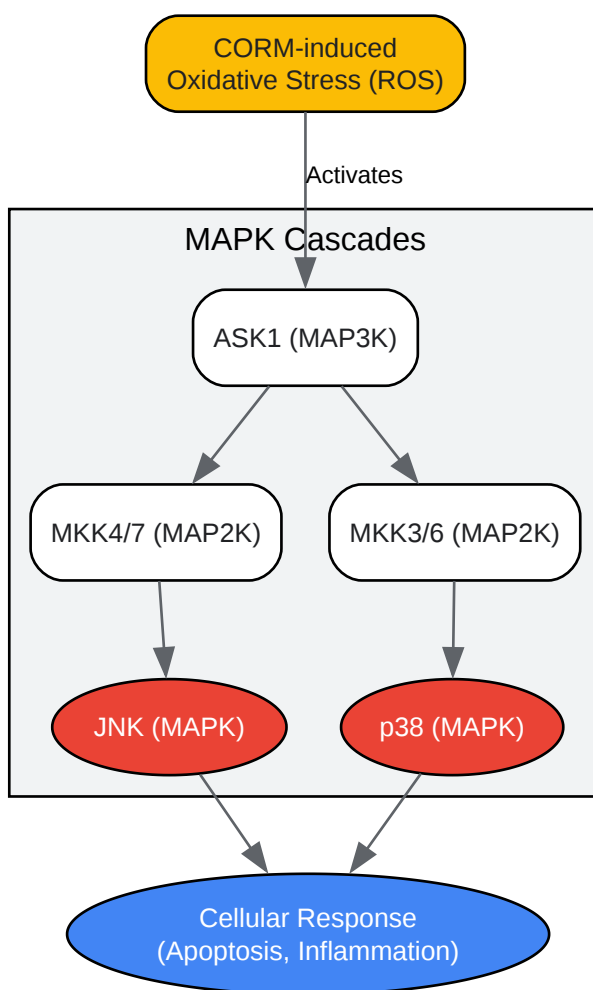 CORM-induced
Oxidative Stress (ROS)
Activates
MAPK Cascades
ASK1 (MAP3K)
MKK4/7 (MAP2K)
MKK3/6 (MAP2K)
JNK (MAPK)
p38 (MAPK)
Cellular Response
(Apoptosis, Inflammation)